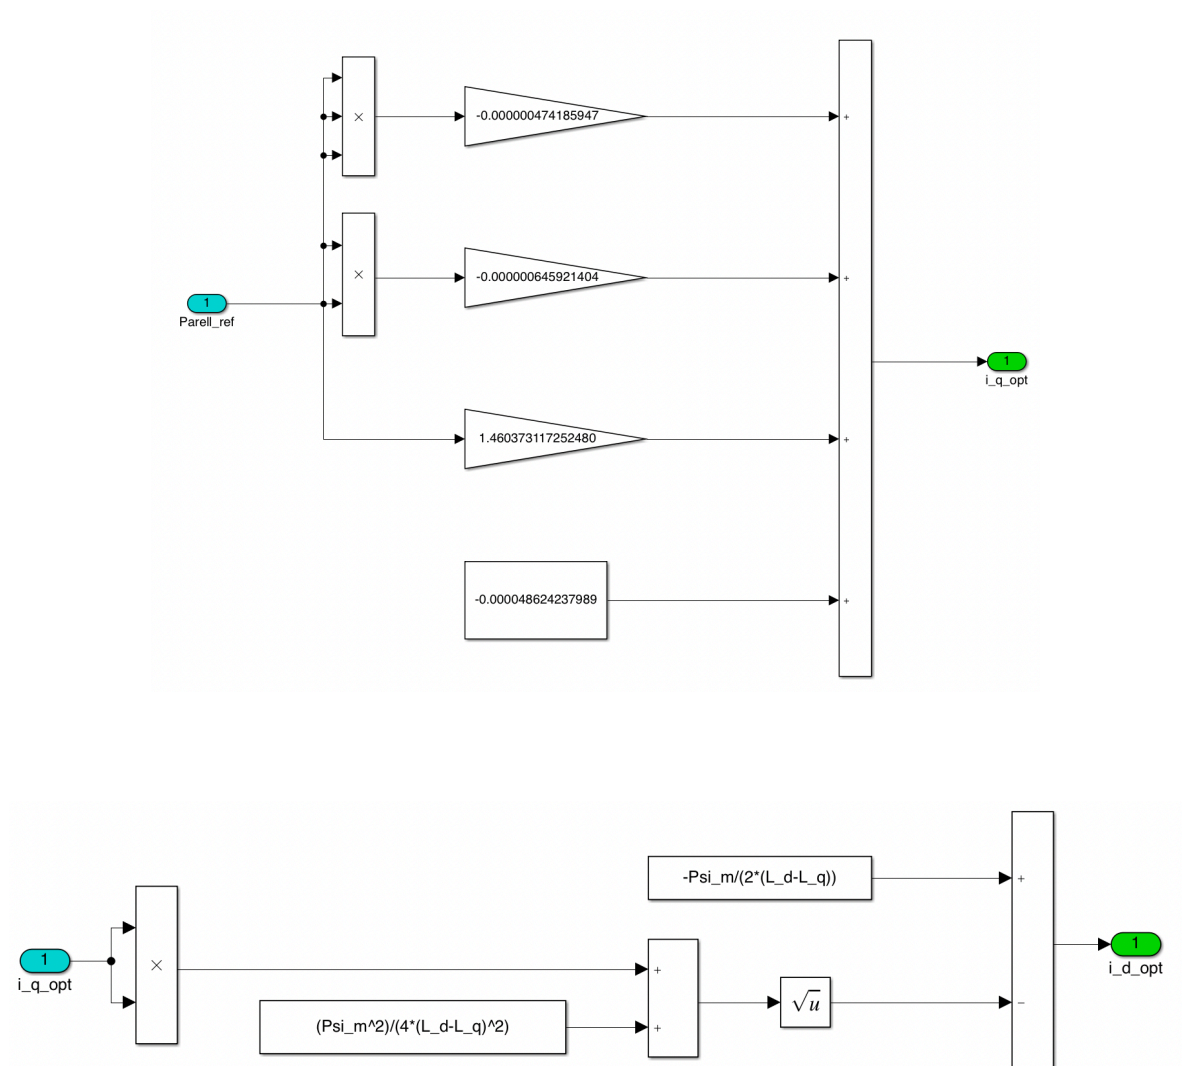 ×
-0.000000474185947
+
×
-0.000000645921404
+
1
Parell_ref
1
i_q_opt
1.460373117252480
+
-0.000048624237989
+
-Psi_m/(2*(L_d-L_q))
+
1
i_q_opt
×
+
1
i_d_opt
(Psi_m^2)/(4*(L_d-L_q)^2)
+
√u
−